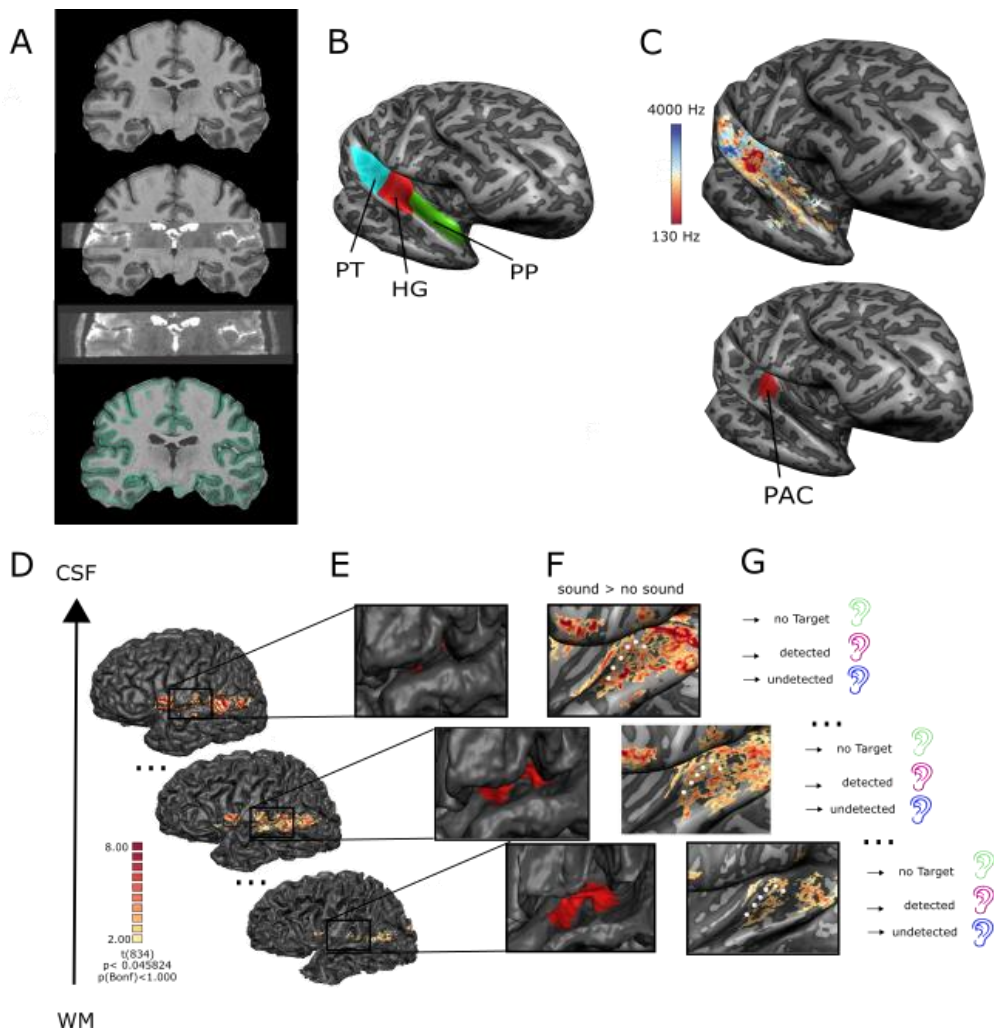 A
B
C
4000 Hz
130 Hz
PT
HG
PP
PAC
D
CSF
E
F
sound > no sound
G
no Target
detected
undetected
...
no Target
detected
undetected
...
no Target
detected
undetected
...
...
8.00
2.00
t(834)
p< 0.045824
p(Bonf)<1.000
WM